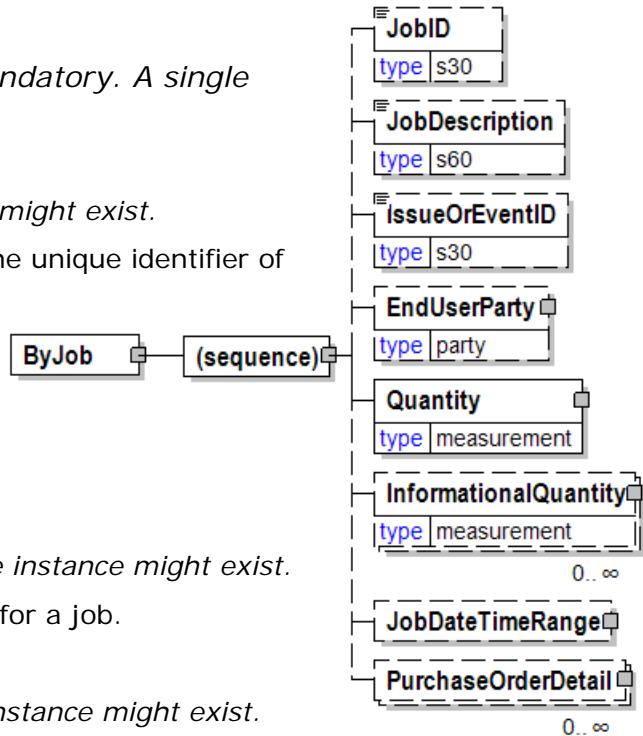 ndatory. A single
might exist.
he unique identifier of
e instance might exist.
for a job.
nstance might exist.
ByJob
(sequence)
JobID
type s30
JobDescription
type s60
IssueOrEventID
type s30
EndUserParty
type party
Quantity
type measurement
InformationalQuantity
type measurement
0.. ∞
JobDateTimeRange
PurchaseOrderDetail
0.. ∞